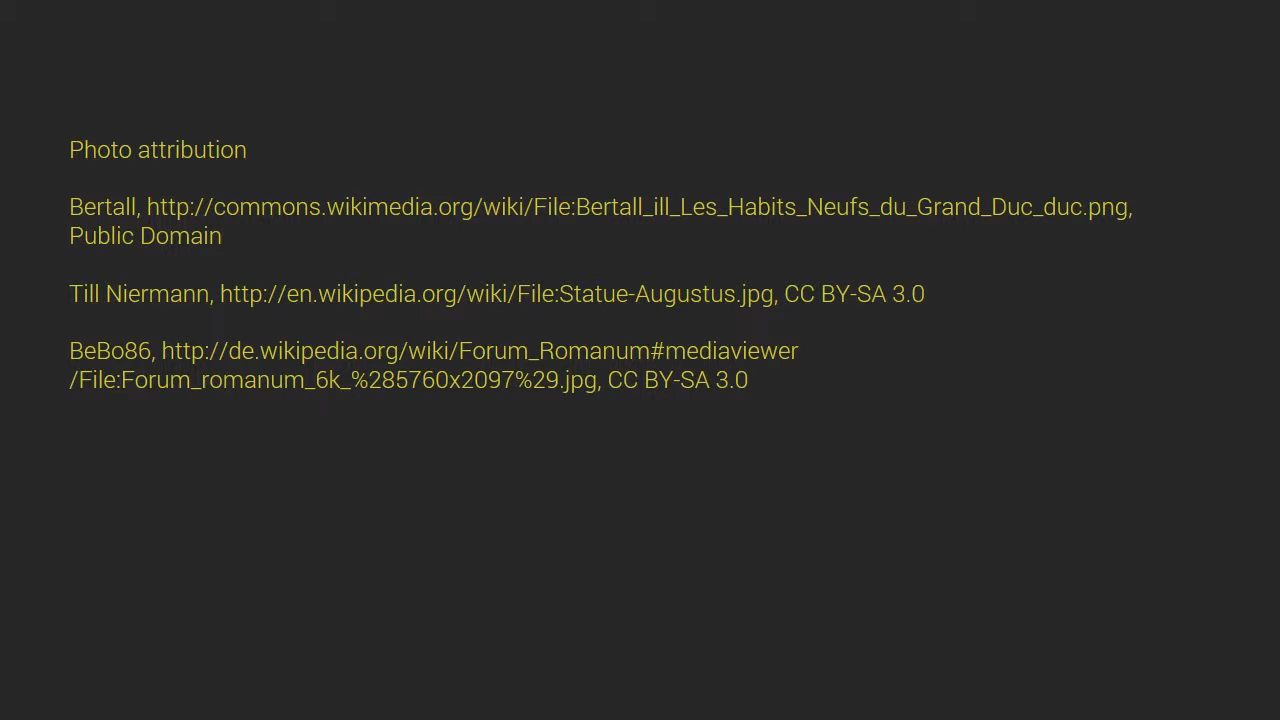 Photo attribution
Bertall, http://commons.wikimedia.org/wiki/File:Bertall_ill_Les_Habits_Neufs_du_Grand_Duc_duc.png,
Public Domain
Till Niermann, http://en.wikipedia.org/wiki/File:Statue-Augustus.jpg, CC BY-SA 3.0
BeBo86, http://de.wikipedia.org/wiki/Forum_Romanum#mediaviewer
/File:Forum_romanum_6k_%285760x2097%29.jpg, CC BY-SA 3.0